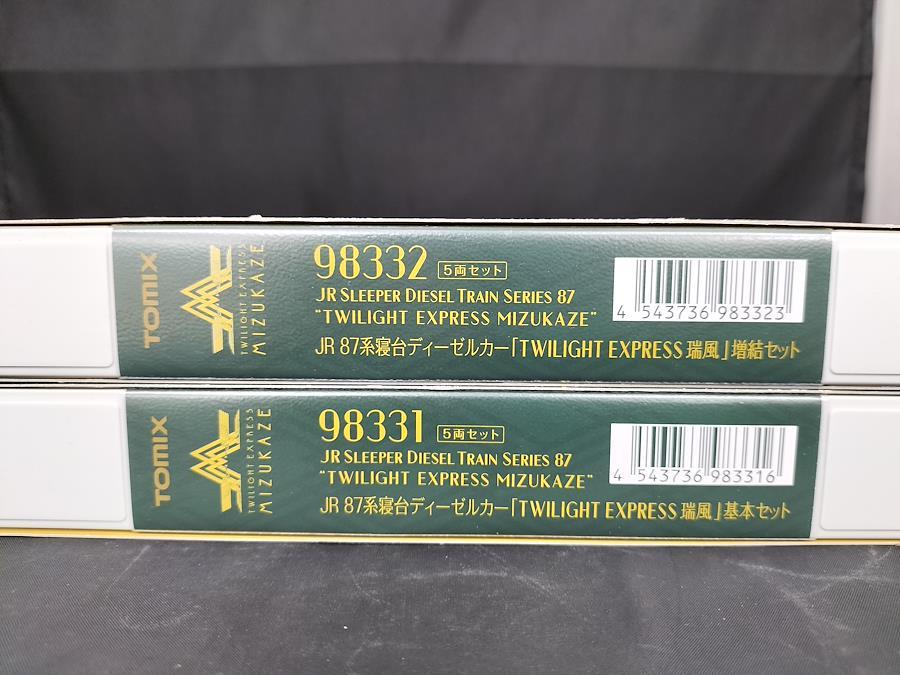 TOMIX
TWILIGHT EXPRESS
MIZUKAZE
98332 5両セット
JR SLEEPER DIESEL TRAIN SERIES 87
"TWILIGHT EXPRESS MIZUKAZE"
JR 87系寝台ディーゼルカー「TWILIGHT EXPRESS 瑞風」増結セット
4 543736 983323
TOMIX
TWILIGHT EXPRESS
MIZUKAZE
98331 5両セット
JR SLEEPER DIESEL TRAIN SERIES 87
"TWILIGHT EXPRESS MIZUKAZE"
JR 87系寝台ディーゼルカー「TWILIGHT EXPRESS 瑞風」基本セット
4 543736 983316